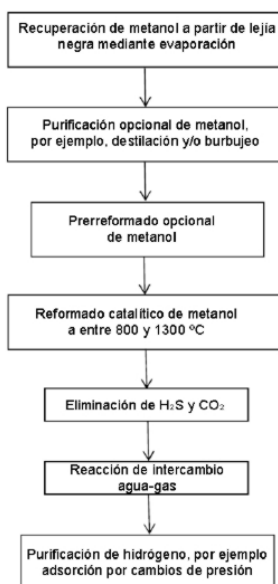 Recuperación de metanol a partir de lejía
negra mediante evaporación
Purificación opcional de metanol,
por ejemplo, destilación y/o burbujeo
Prerreformado opcional
de metanol
Reformado catalítico de metanol
a entre 800 y 1300 ºC
Eliminación de H₂S y CO₂
Reacción de intercambio
agua-gas
Purificación de hidrógeno, por ejemplo
adsorción por cambios de presión